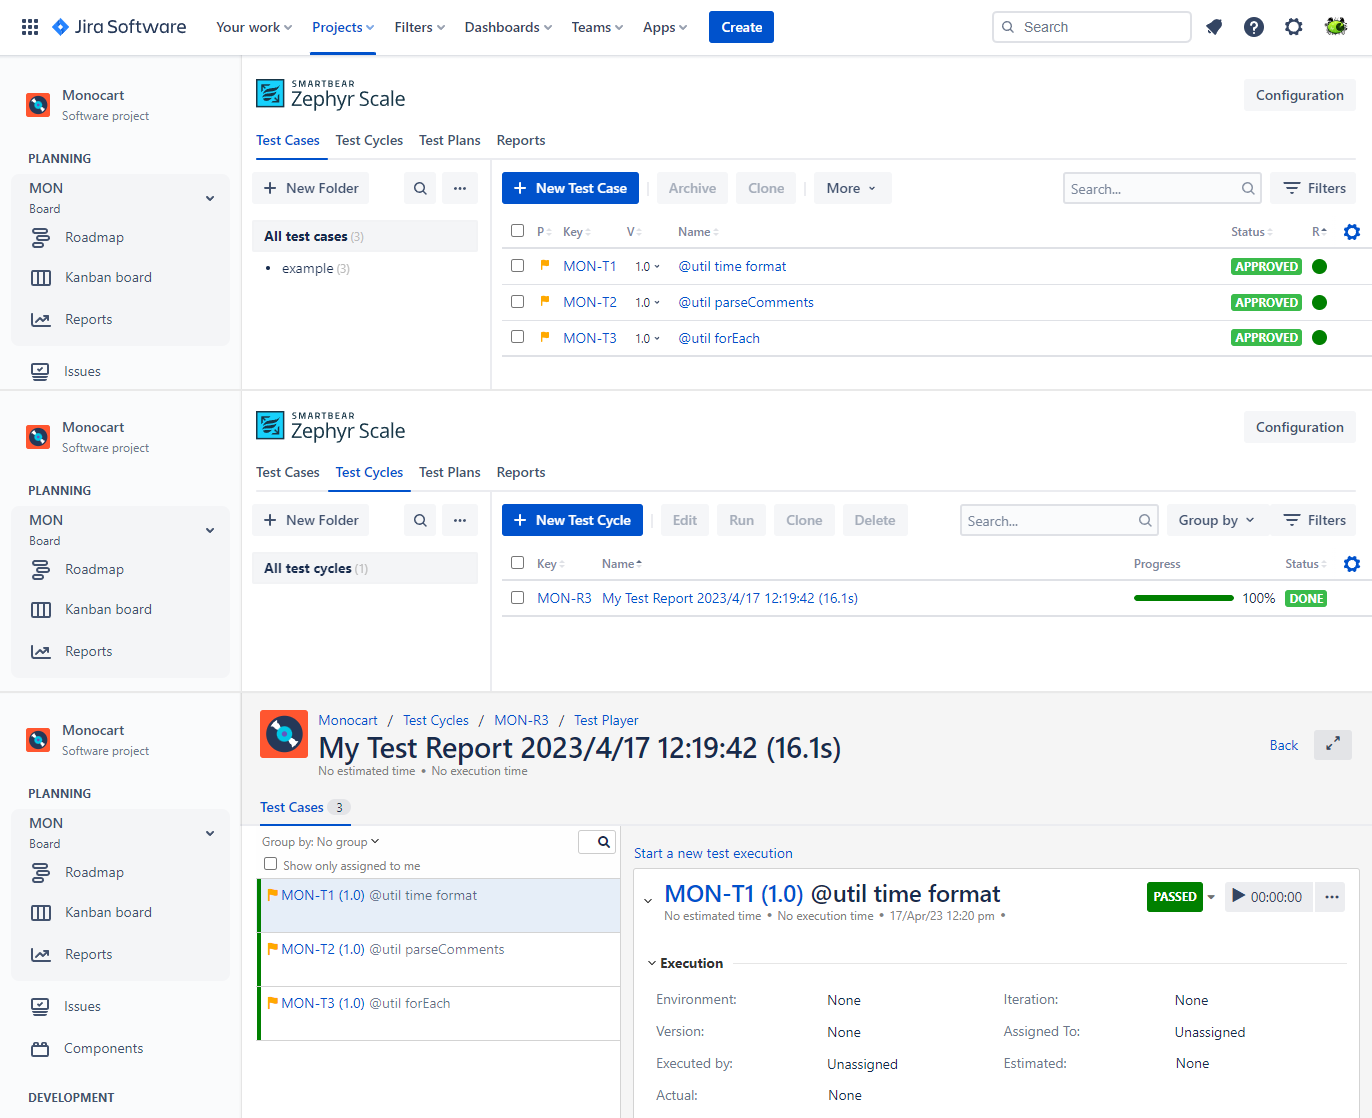 Jira Software Your work Projects Filters Dashboards Teams Apps Create Search
Monocart
Software project
PLANNING
MON
Board
Roadmap
Kanban board
Reports
Issues
SMARTBEAR
Zephyr Scale
Configuration
Test Cases Test Cycles Test Plans Reports
+ New Folder ...
All test cases (3)
• example (3)
+ New Test Case Archive Clone More Search... Filters
P Key V Name Status R
MON-T1 1.0 @util time format APPROVED
MON-T2 1.0 @util parseComments APPROVED
MON-T3 1.0 @util forEach APPROVED
Monocart
Software project
PLANNING
MON
Board
Roadmap
Kanban board
Reports
SMARTBEAR
Zephyr Scale
Configuration
Test Cases Test Cycles Test Plans Reports
+ New Folder ...
All test cycles (1)
+ New Test Cycle Edit Run Clone Delete Search... Group by Filters
Key Name Progress Status
MON-R3 My Test Report 2023/4/17 12:19:42 (16.1s) 100% DONE
Monocart
Software project
PLANNING
MON
Board
Roadmap
Kanban board
Reports
Issues
Components
DEVELOPMENT
Monocart / Test Cycles / MON-R3 / Test Player
My Test Report 2023/4/17 12:19:42 (16.1s)
No estimated time • No execution time
Back
Test Cases 3
Group by: No group
Show only assigned to me
MON-T1 (1.0) @util time format
MON-T2 (1.0) @util parseComments
MON-T3 (1.0) @util forEach
Start a new test execution
MON-T1 (1.0) @util time format
No estimated time • No execution time • 17/Apr/23 12:20 pm •
PASSED 00:00:00 ...
Execution
Environment: None Iteration: None
Version: None Assigned To: Unassigned
Executed by: Unassigned Estimated: None
Actual: None